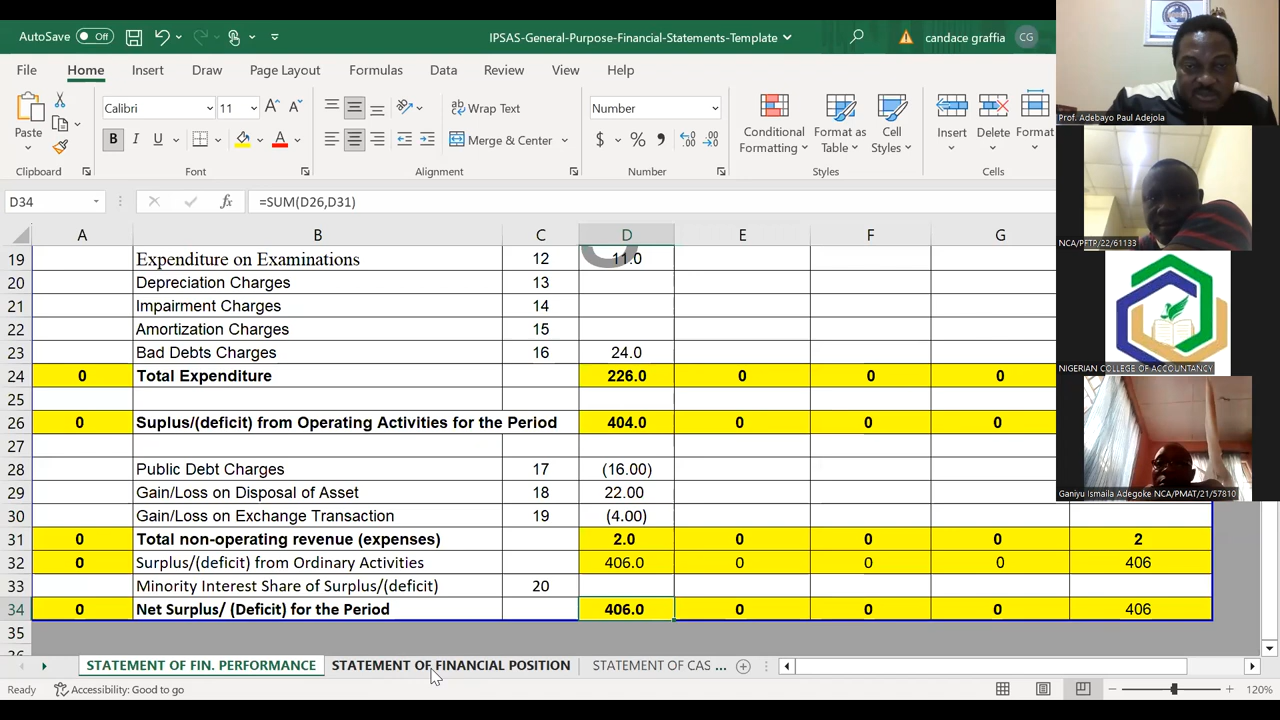 AutoSave Off IPSAS-General-Purpose-Financial-Statements-Template candace graffia CG
File Home Insert Draw Page Layout Formulas Data Review View Help
Paste Calibri 11 A A Wrap Text Number Conditional Formatting Format as Table Cell Styles Insert Delete Format
B I U A Merge & Center $ % ,
Clipboard Font Alignment Number Styles Cells
D34 fx =SUM(D26,D31)
A B C D E F G
19 Expenditure on Examinations 12 11.0
20 Depreciation Charges 13
21 Impairment Charges 14
22 Amortization Charges 15
23 Bad Debts Charges 16 24.0
24 0 Total Expenditure 226.0 0 0 0
25
26 0 Suplus/(deficit) from Operating Activities for the Period 404.0 0 0 0
27
28 Public Debt Charges 17 (16.00)
29 Gain/Loss on Disposal of Asset 18 22.00
30 Gain/Loss on Exchange Transaction 19 (4.00)
31 0 Total non-operating revenue (expenses) 2.0 0 0 0 2
32 0 Surplus/(deficit) from Ordinary Activities 406.0 0 0 0 406
33 Minority Interest Share of Surplus/(deficit) 20
34 0 Net Surplus/ (Deficit) for the Period 406.0 0 0 0 406
35
STATEMENT OF FIN. PERFORMANCE STATEMENT OF FINANCIAL POSITION STATEMENT OF CAS ...
Ready Accessibility: Good to go 120%
Prof. Adebayo Paul Adejola
NCA/PFTP/22/61133
NIGERIAN COLLEGE OF ACCOUNTANCY
Ganiyu Ismaila Adegoke NCA/PMAT/21/57810